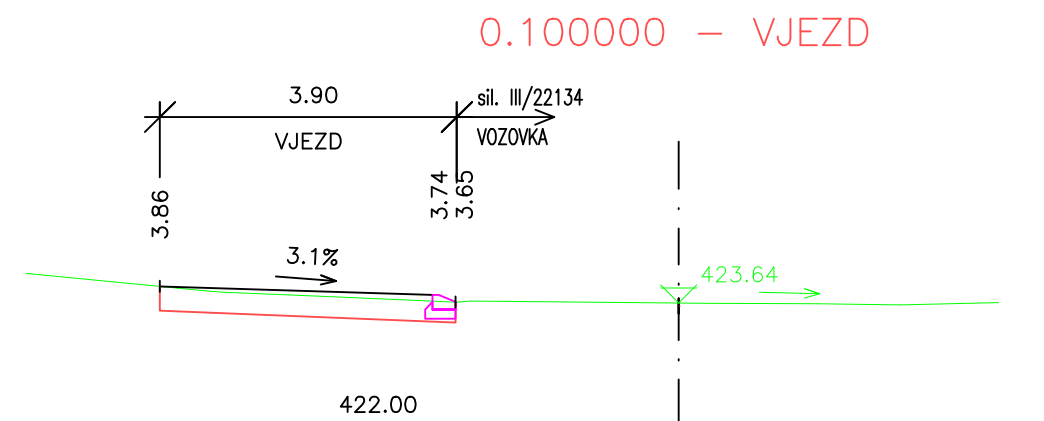 0.100000 – VJEZD
3.90
sil. III/22134
VJEZD
VOZOVKA
3.86
3.74
3.65
3.1%
423.64
422.00